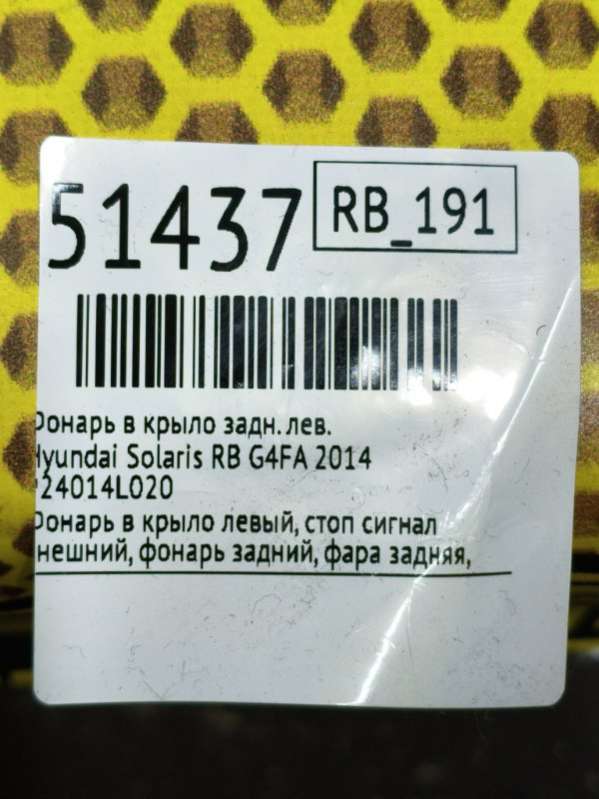 51437
RB_191
Фонарь в крыло задн. лев.
Hyundai Solaris RB G4FA 2014
924014L020
Фонарь в крыло левый, стоп сигнал
внешний, фонарь задний, фара задняя,